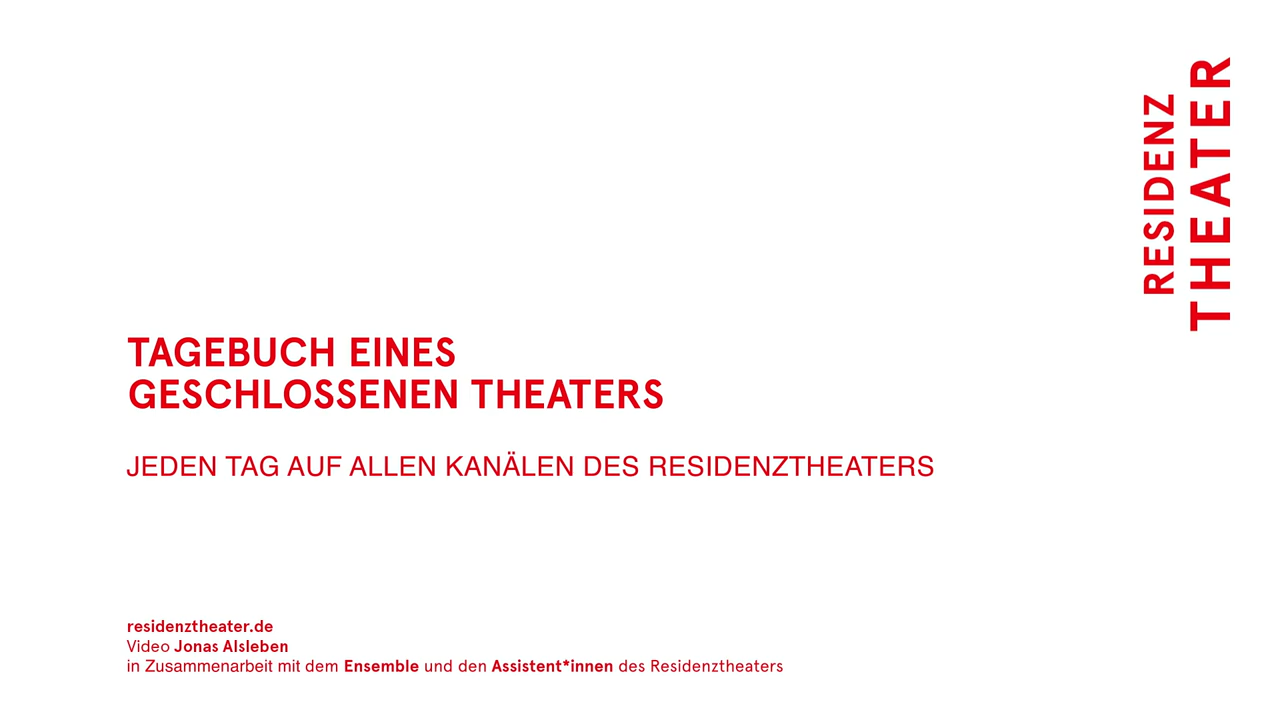 RESIDENZ
THEATER
TAGEBUCH EINES
GESCHLOSSENEN THEATERS
JEDEN TAG AUF ALLEN KANÄLEN DES RESIDENZTHEATERS
residenztheater.de
Video Jonas Alsleben
in Zusammenarbeit mit dem Ensemble und den Assistent*innen des Residenztheaters